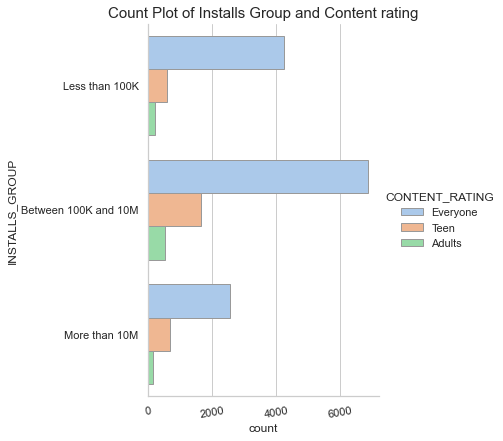 Count Plot of Installs Group and Content rating
INSTALLS_GROUP
Less than 100K
Between 100K and 10M
More than 10M
0 2000 4000 6000
count
CONTENT_RATING
Everyone
Teen
Adults